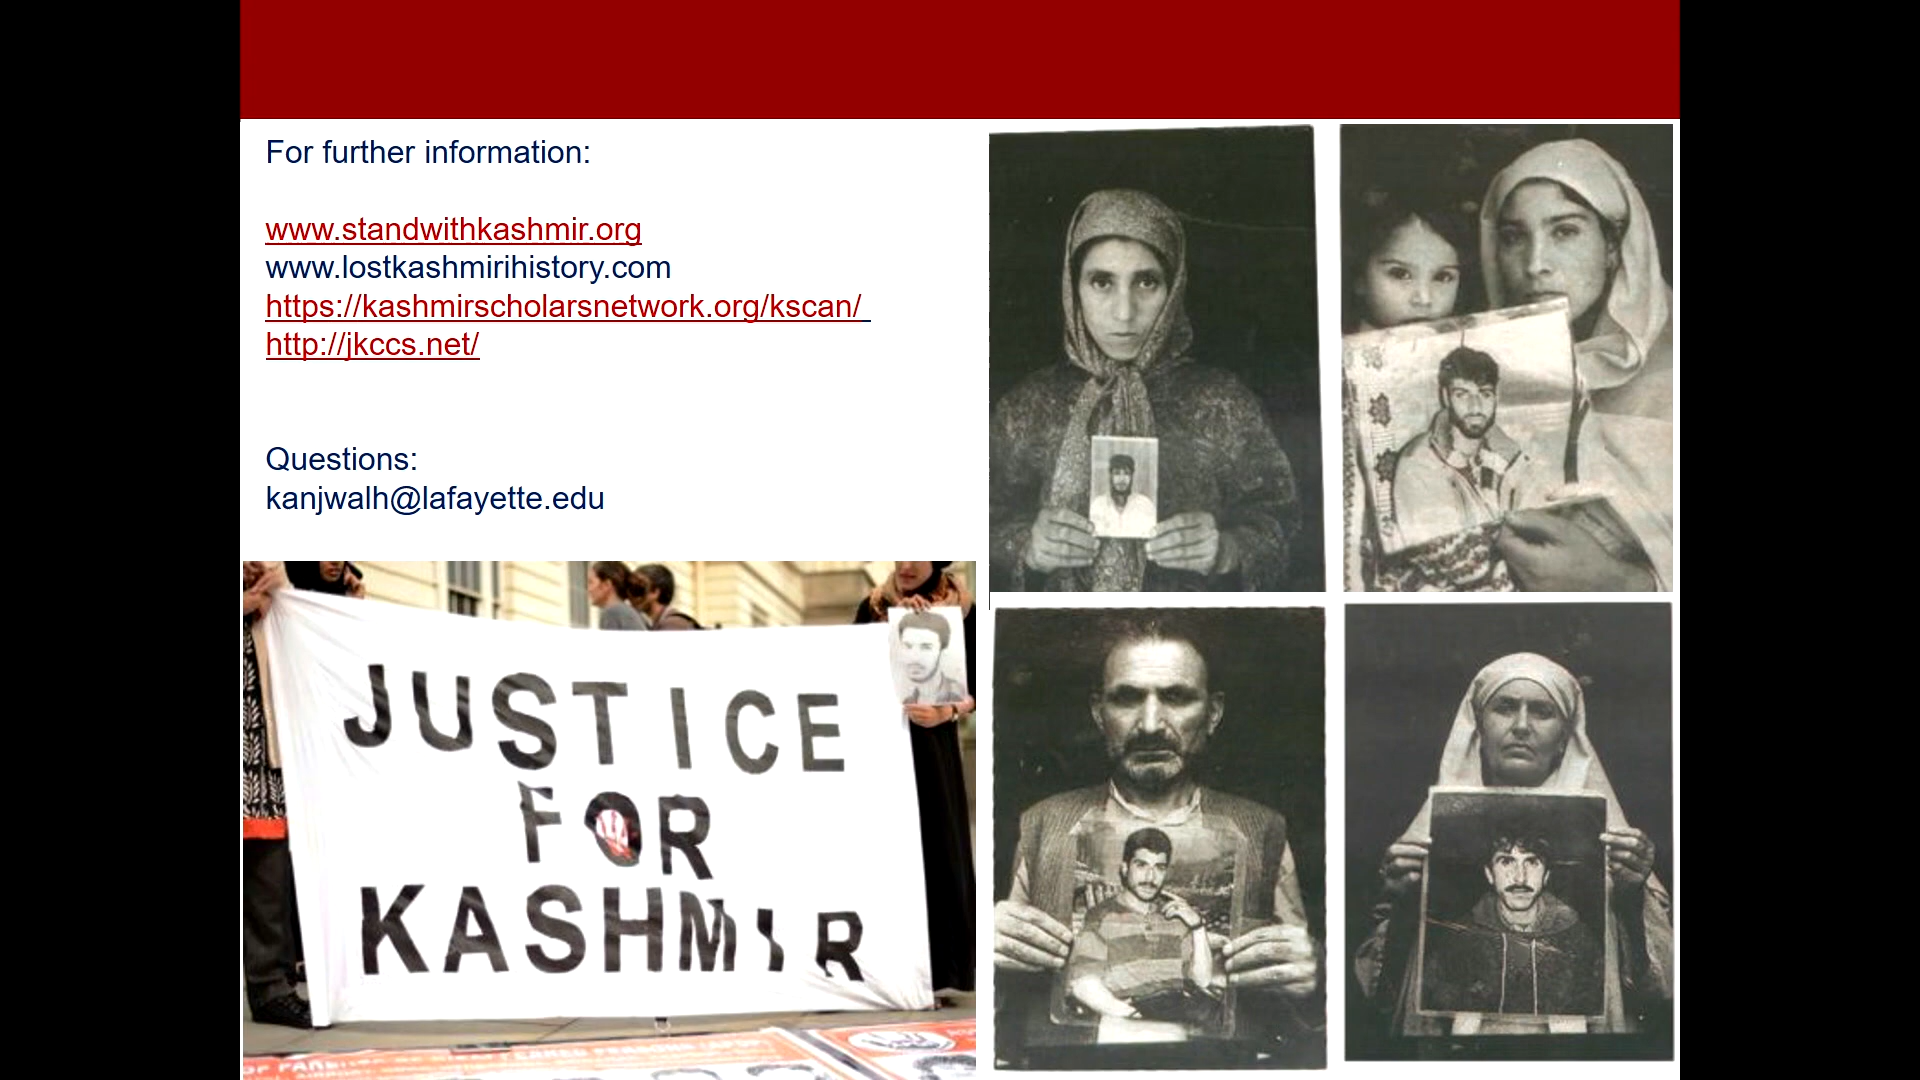 For further information:
www.standwithkashmir.org
www.lostkashmirihistory.com
https://kashmirscholarsnetwork.org/kscan/
http://jkccs.net/
Questions:
kanjwalh@lafayette.edu
JUSTICE
FOR
KASHMIR